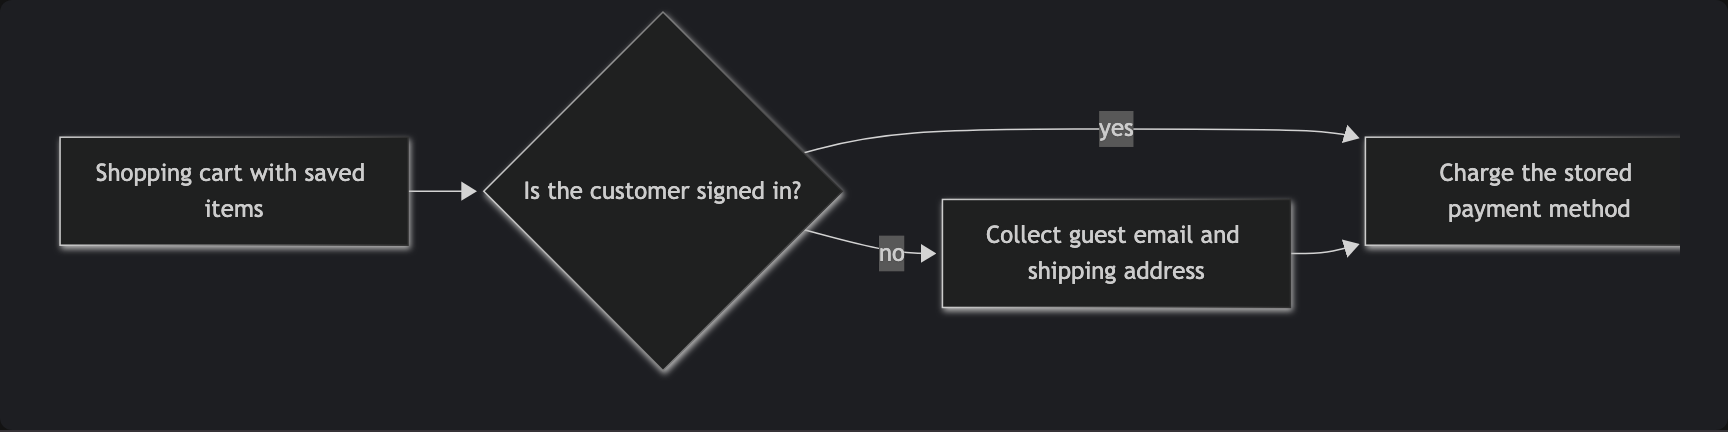 Shopping cart with saved
items
Is the customer signed in?
yes
no
Collect guest email and
shipping address
Charge the stored
payment method